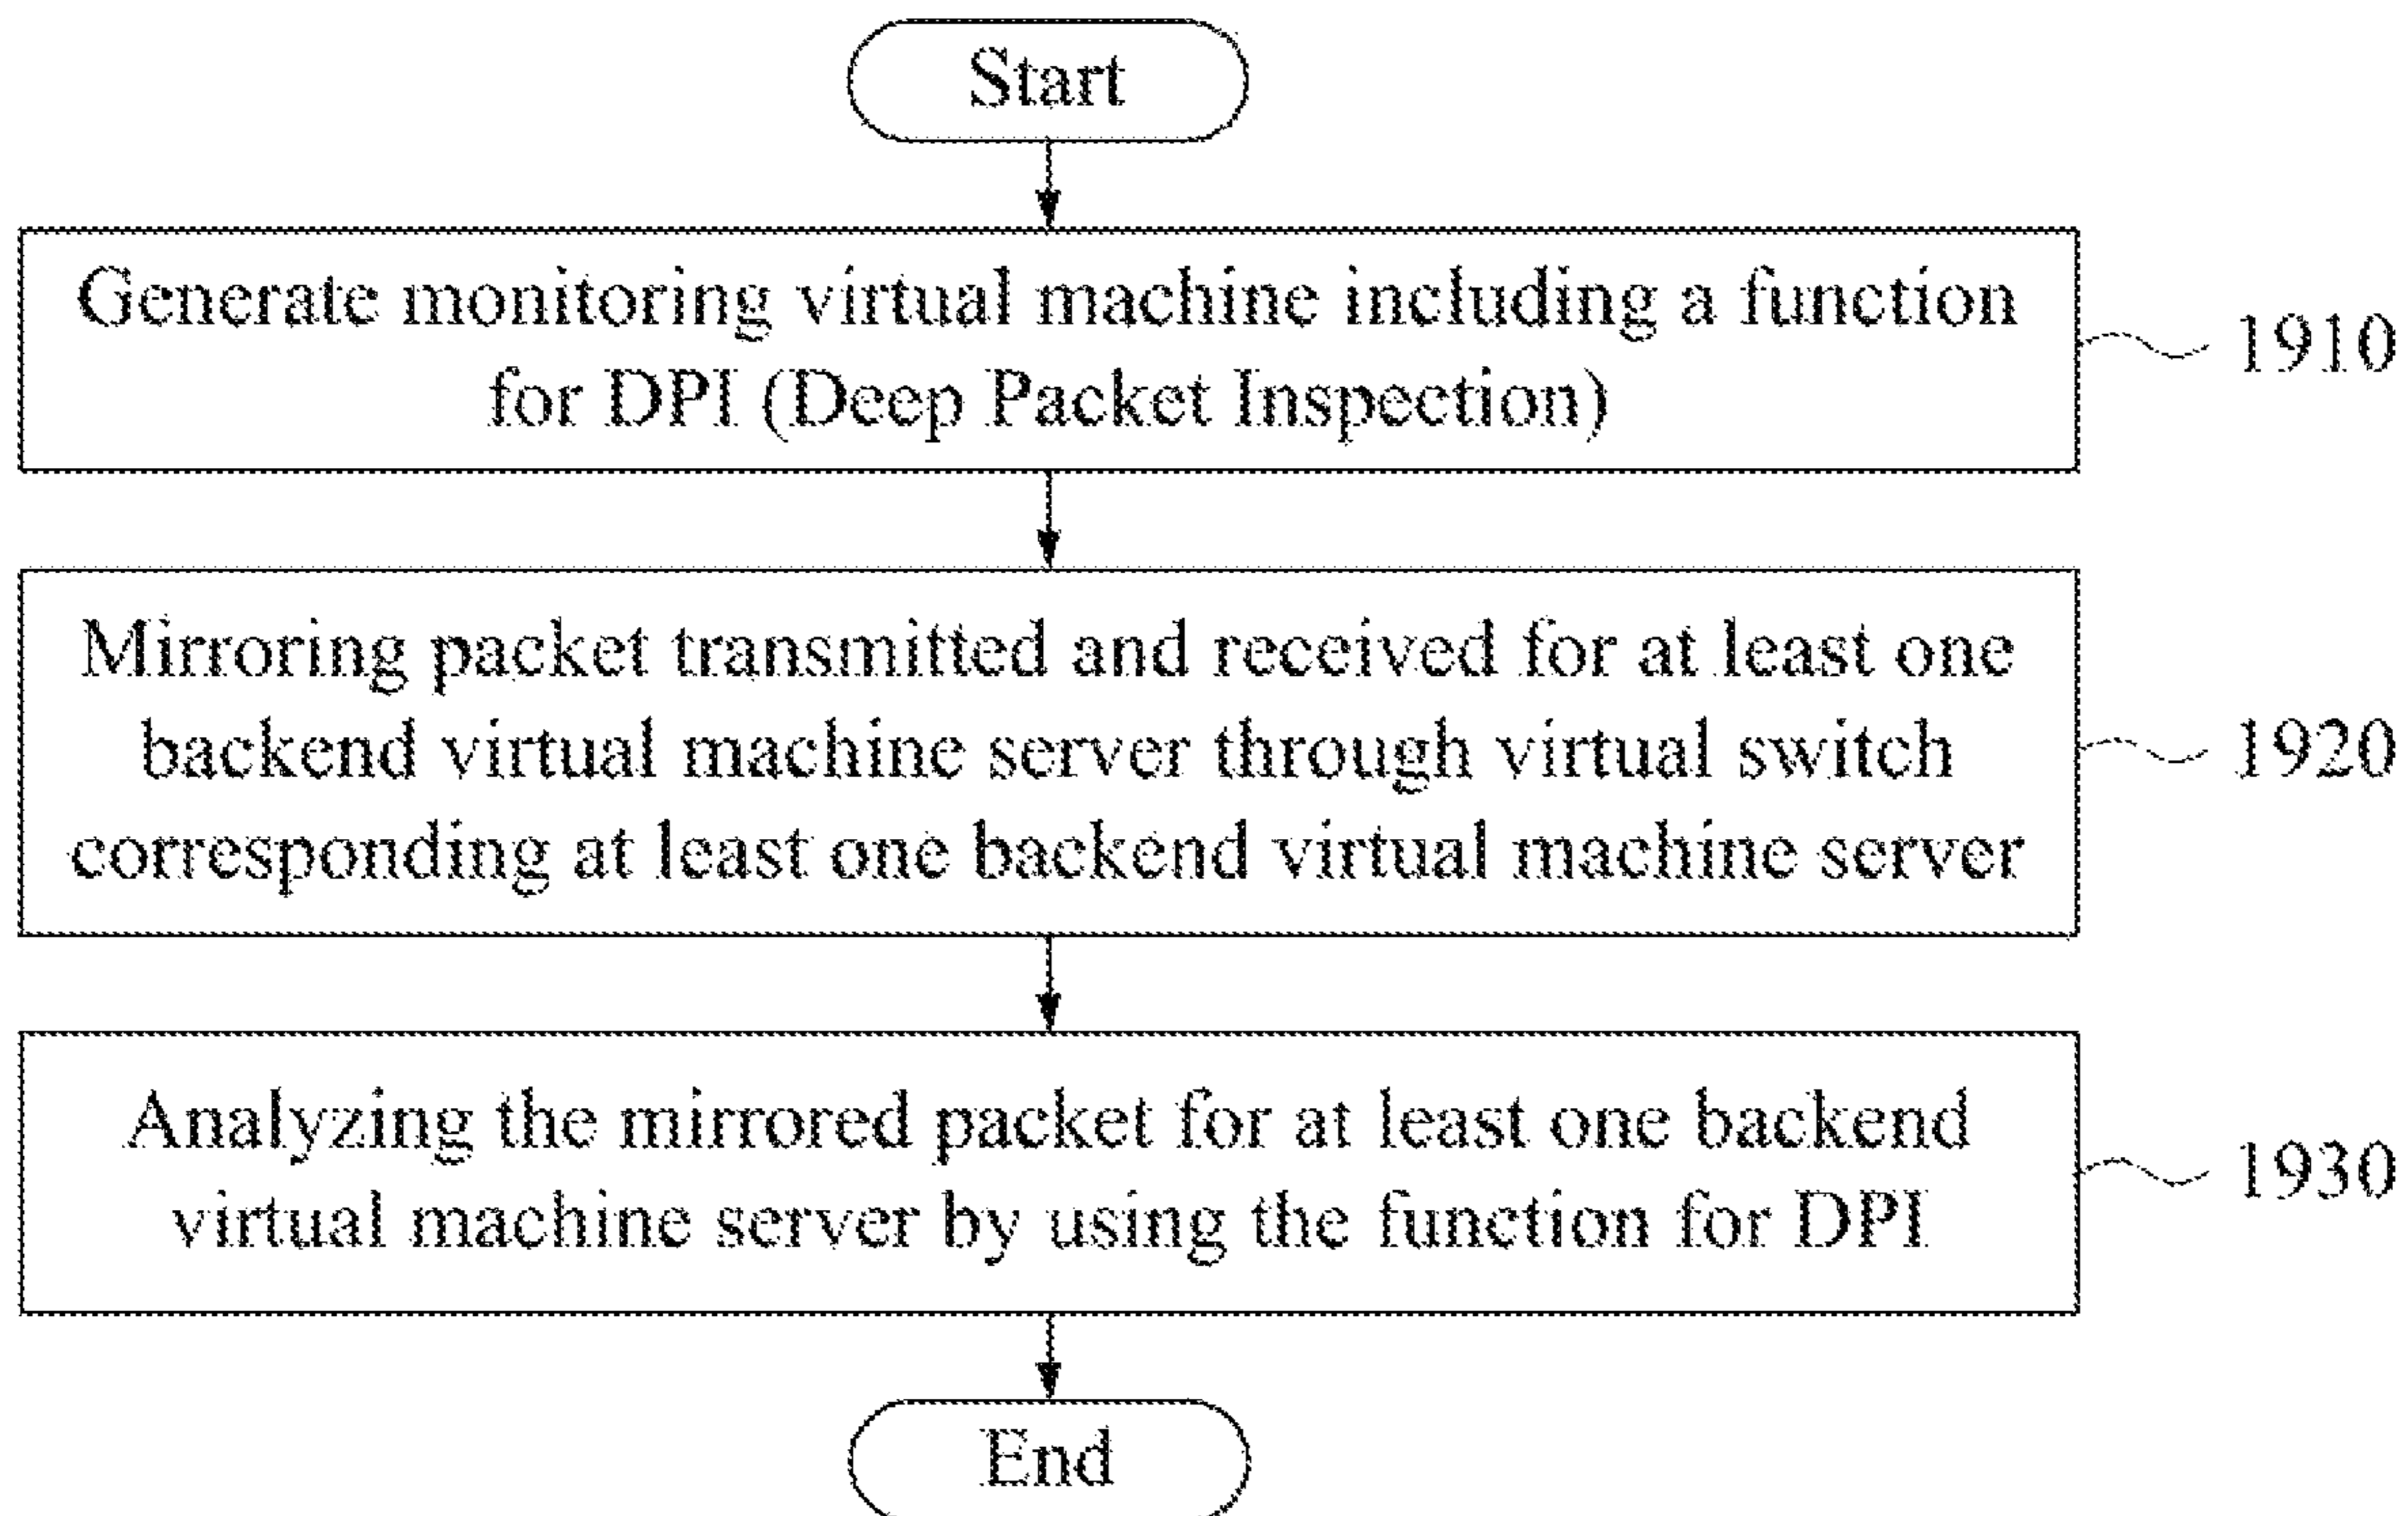 Start
Generate monitoring virtual machine including a function
for DPI (Deep Packet Inspection)
1910
Mirroring packet transmitted and received for at least one
backend virtual machine server through virtual switch
corresponding at least one backend virtual machine server
1920
Analyzing the mirrored packet for at least one backend
virtual machine server by using the function for DPI
1930
End